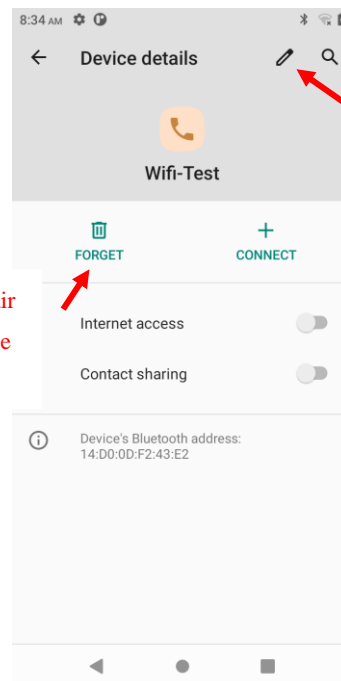 8:34 AM
Device details
Wifi-Test
FORGET
CONNECT
Internet access
Contact sharing
Device's Bluetooth address:
14:D0:0D:F2:43:E2